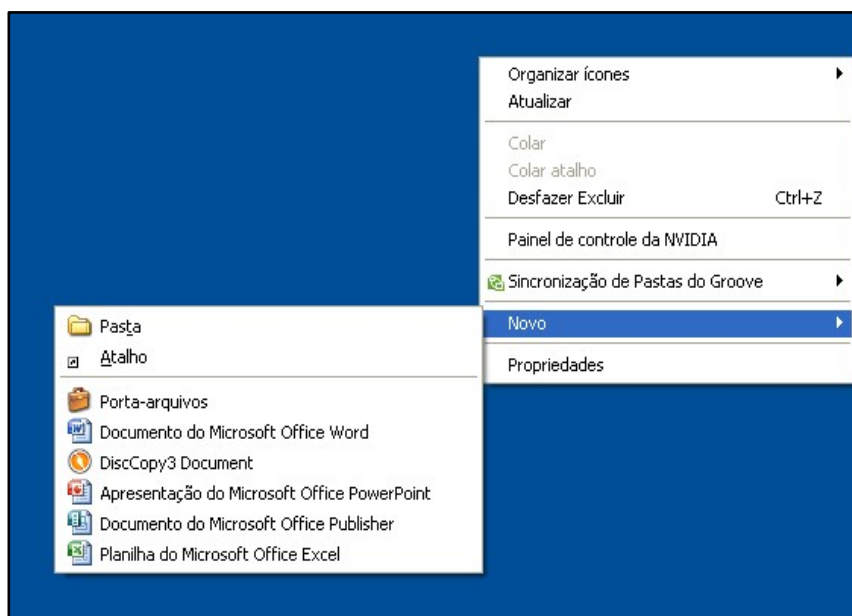 Organizar ícones
Atualizar
Colar
Colar atalho
Desfazer Excluir Ctrl+Z
Painel de controle da NVIDIA
Sincronização de Pastas do Groove
Novo
Propriedades
Pasta
Atalho
Porta-arquivos
Documento do Microsoft Office Word
DiscCopy3 Document
Apresentação do Microsoft Office PowerPoint
Documento do Microsoft Office Publisher
Planilha do Microsoft Office Excel